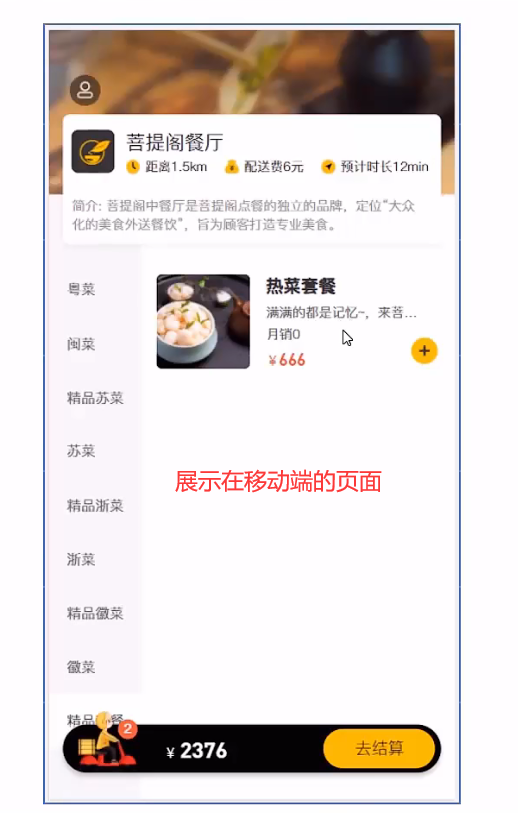 菩提阁餐厅
距离1.5km 配送费6元 预计时长12min
简介: 菩提阁中餐厅是菩提阁点餐的独立的品牌，定位“大众
化的美食外送餐饮”，旨为顾客打造专业美食。
粤菜
闽菜
精品苏菜
苏菜
精品浙菜
浙菜
精品徽菜
徽菜
精品
热菜套餐
满满的都是记忆~，来菩...
月销0
¥666
+
展示在移动端的页面
2
¥ 2376
去结算